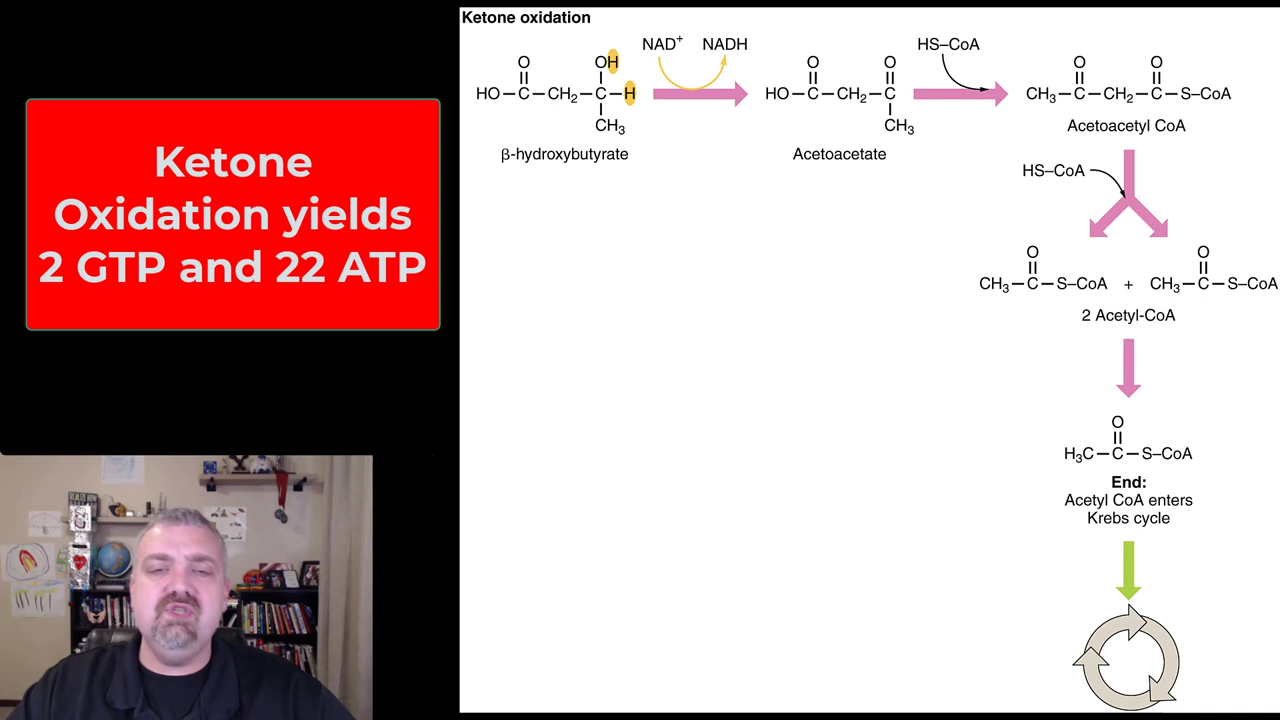 Ketone
Oxidation yields
2 GTP and 22 ATP
Ketone oxidation
NAD⁺ NADH
HS–CoA
O OH O O O O
HO–C–CH₂–C–H HO–C–CH₂–C CH₃–C–CH₂–C–S–CoA
CH₃ CH₃
β-hydroxybutyrate Acetoacetate Acetoacetyl CoA
HS–CoA
O O
CH₃–C–S–CoA + CH₃–C–S–CoA
2 Acetyl-CoA
O
H₃C–C–S–CoA
End:
Acetyl CoA enters
Krebs cycle